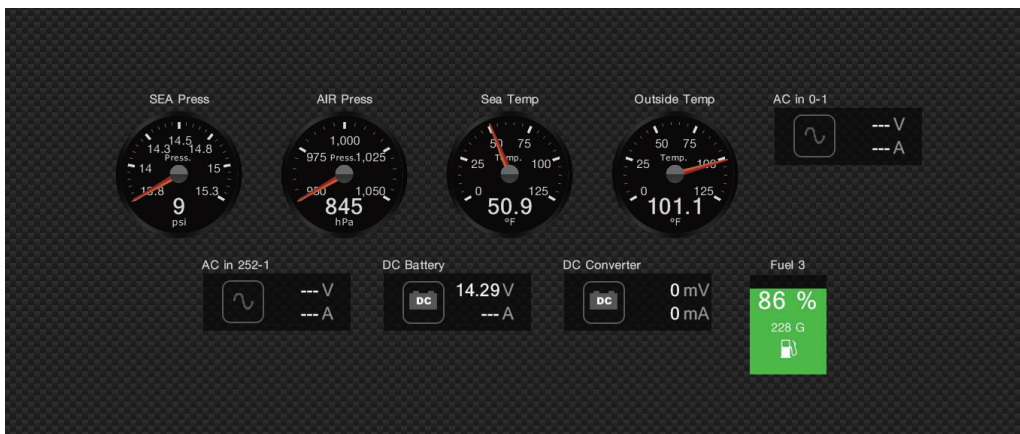 SEA Press
14.5
14.3 14.8
Press.
14 15
13.8 15.3
9
psi
AIR Press
1,000
975 Press. 1,025
950 1,050
845
hPa
Sea Temp
50 75
Temp.
25 100
0 125
50.9
°F
Outside Temp
50 75
Temp.
25 100
0 125
101.1
°F
AC in 0-1
--- V
--- A
AC in 252-1
--- V
--- A
DC Battery
DC
14.29 V
--- A
DC Converter
DC
0 mV
0 mA
Fuel 3
86 %
228 G